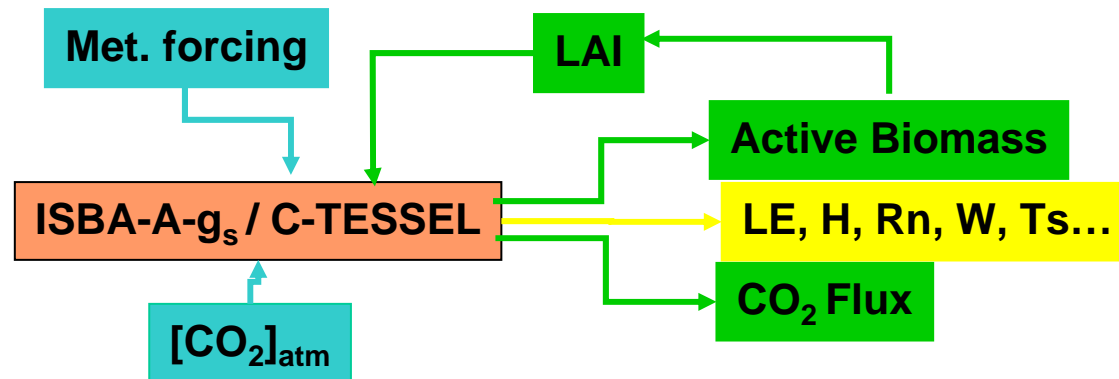 Met. forcing
LAI
Active Biomass
ISBA-A-gₛ / C-TESSEL
LE, H, Rn, W, Ts…
CO₂ Flux
[CO₂]ₐₜₘ